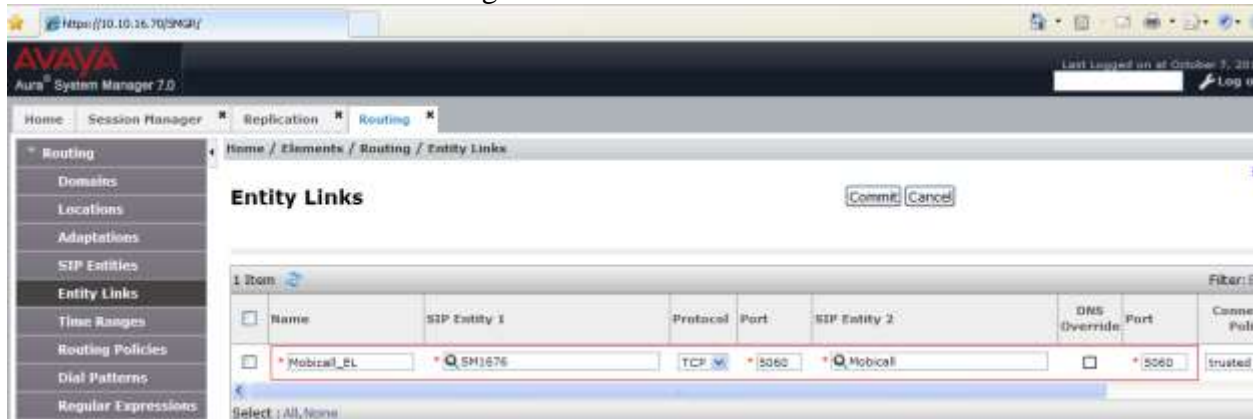 https://10.10.16.70/SMGR/
AVAYA
Aura® System Manager 7.0
Last Logged on at October 7, 201
Log o
Home Session Manager × Replication × Routing ×
Routing
Domains
Locations
Adaptations
SIP Entities
Entity Links
Time Ranges
Routing Policies
Dial Patterns
Regular Expressions
Home / Elements / Routing / Entity Links
Entity Links
Commit Cancel
1 Item
Filter:
Name SIP Entity 1 Protocol Port SIP Entity 2 DNS Override Port Conne Poli
* Mobicall_EL * SM1676 TCP * 5060 * Mobicall * 5060 trusted
Select : All, None